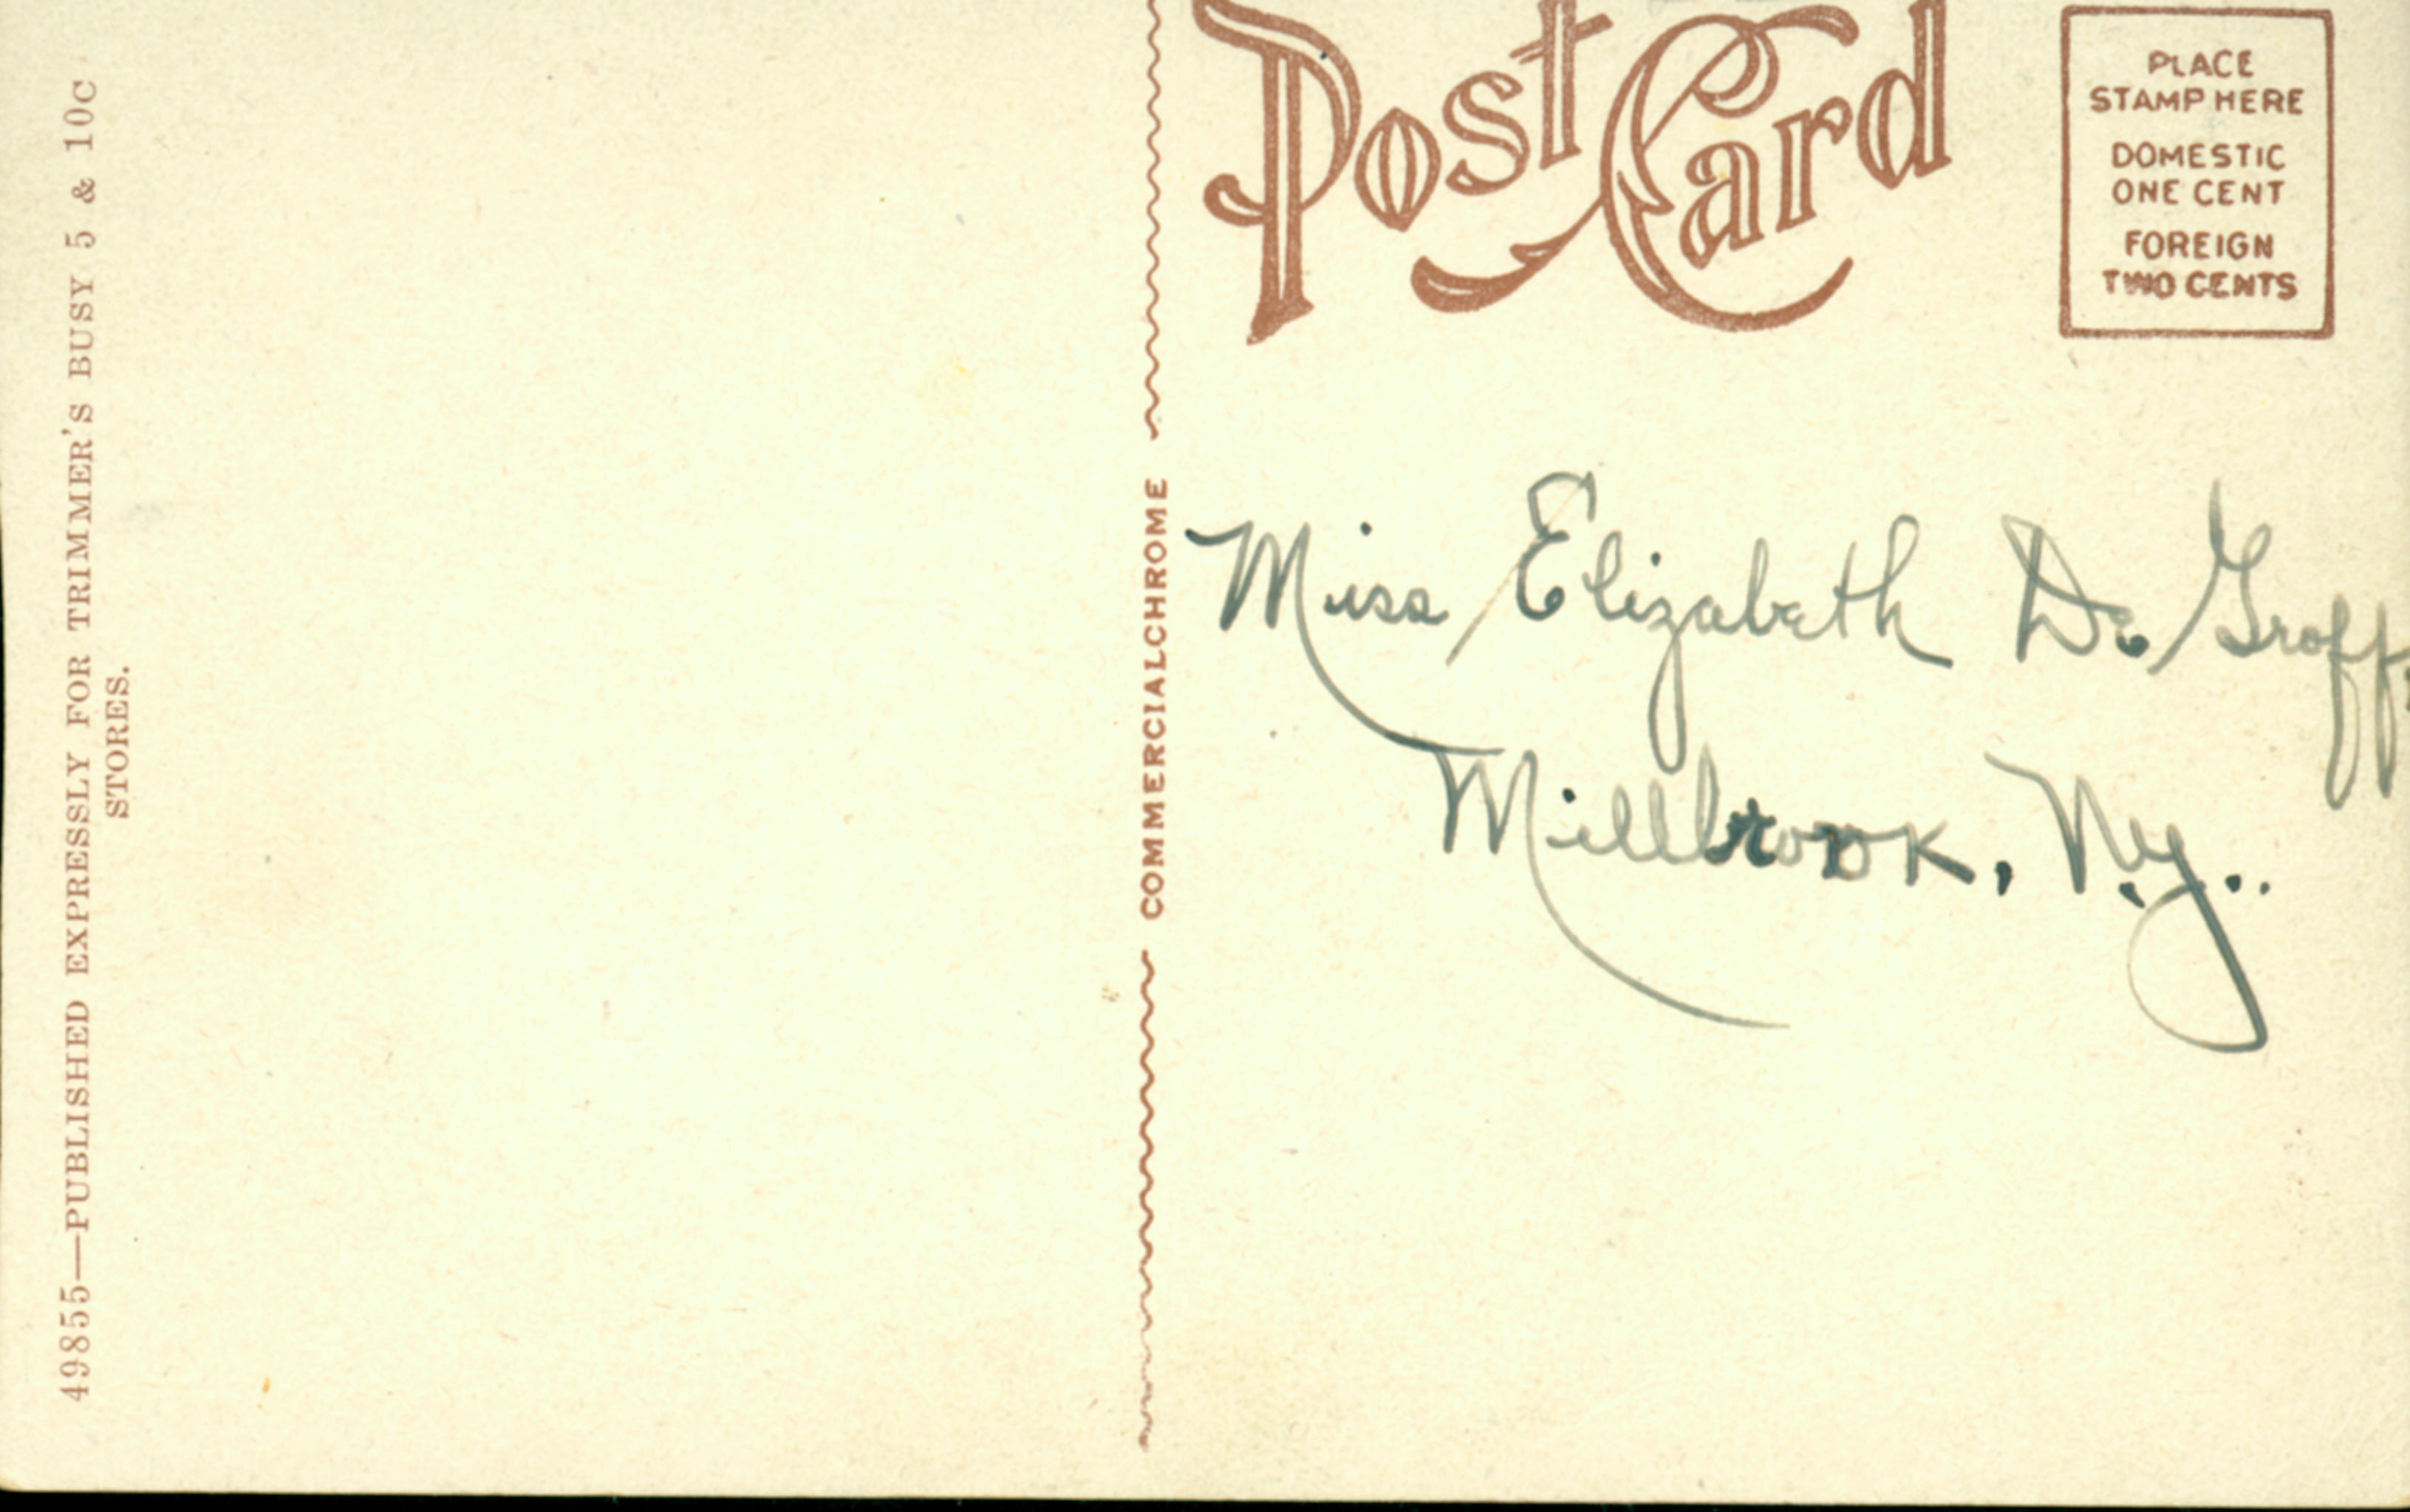 49855—PUBLISHED EXPRESSLY FOR TRIMMER'S BUSY 5 & 10C
STORES.
COMMERCIALCHROME
Post Card
PLACE
STAMP HERE
DOMESTIC
ONE CENT
FOREIGN
TWO CENTS
Miss Elizabeth De Groff
Millbrook, N.y..